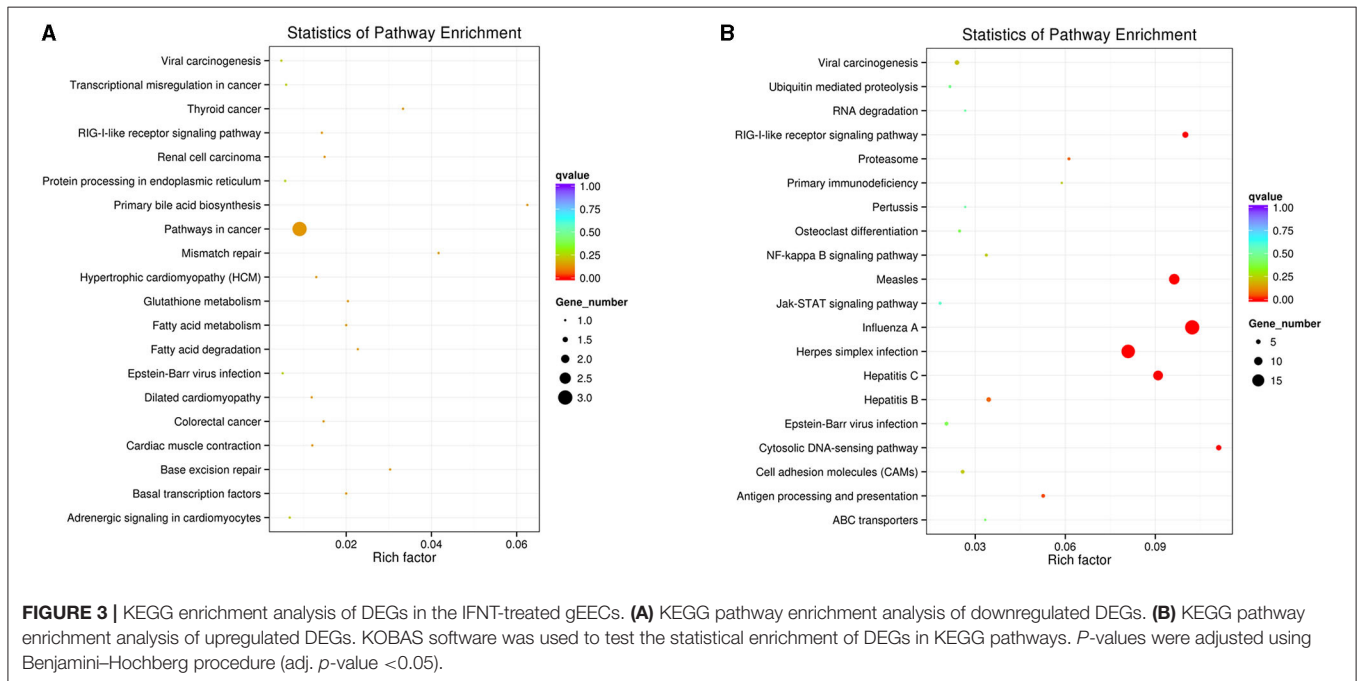 A
Statistics of Pathway Enrichment
Viral carcinogenesis
Transcriptional misregulation in cancer
Thyroid cancer
RIG-I-like receptor signaling pathway
Renal cell carcinoma
Protein processing in endoplasmic reticulum
Primary bile acid biosynthesis
Pathways in cancer
Mismatch repair
Hypertrophic cardiomyopathy (HCM)
Glutathione metabolism
Fatty acid metabolism
Fatty acid degradation
Epstein-Barr virus infection
Dilated cardiomyopathy
Colorectal cancer
Cardiac muscle contraction
Base excision repair
Basal transcription factors
Adrenergic signaling in cardiomyocytes
0.02 0.04 0.06
Rich factor
qvalue
1.00
0.75
0.50
0.25
0.00
Gene_number
1.0
1.5
2.0
2.5
3.0
B
Statistics of Pathway Enrichment
Viral carcinogenesis
Ubiquitin mediated proteolysis
RNA degradation
RIG-I-like receptor signaling pathway
Proteasome
Primary immunodeficiency
Pertussis
Osteoclast differentiation
NF-kappa B signaling pathway
Measles
Jak-STAT signaling pathway
Influenza A
Herpes simplex infection
Hepatitis C
Hepatitis B
Epstein-Barr virus infection
Cytosolic DNA-sensing pathway
Cell adhesion molecules (CAMs)
Antigen processing and presentation
ABC transporters
0.03 0.06 0.09
Rich factor
qvalue
1.00
0.75
0.50
0.25
0.00
Gene_number
5
10
15
FIGURE 3 | KEGG enrichment analysis of DEGs in the IFNT-treated gEECs. (A) KEGG pathway enrichment analysis of downregulated DEGs. (B) KEGG pathway
enrichment analysis of upregulated DEGs. KOBAS software was used to test the statistical enrichment of DEGs in KEGG pathways. P-values were adjusted using
Benjamini–Hochberg procedure (adj. p-value <0.05).